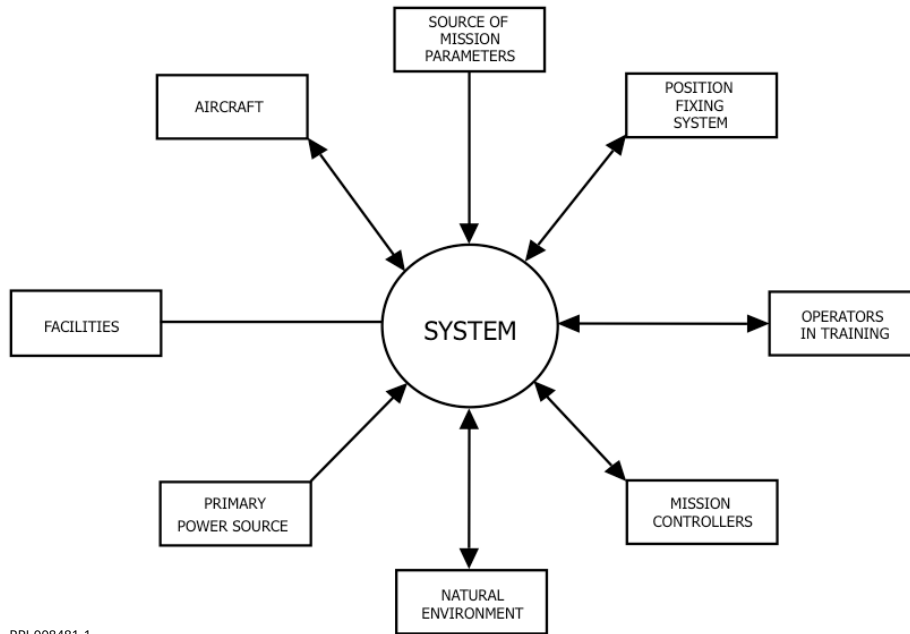 SOURCE OF
MISSION
PARAMETERS
AIRCRAFT
POSITION
FIXING
SYSTEM
FACILITIES
SYSTEM
OPERATORS
IN TRAINING
PRIMARY
POWER SOURCE
MISSION
CONTROLLERS
NATURAL
ENVIRONMENT